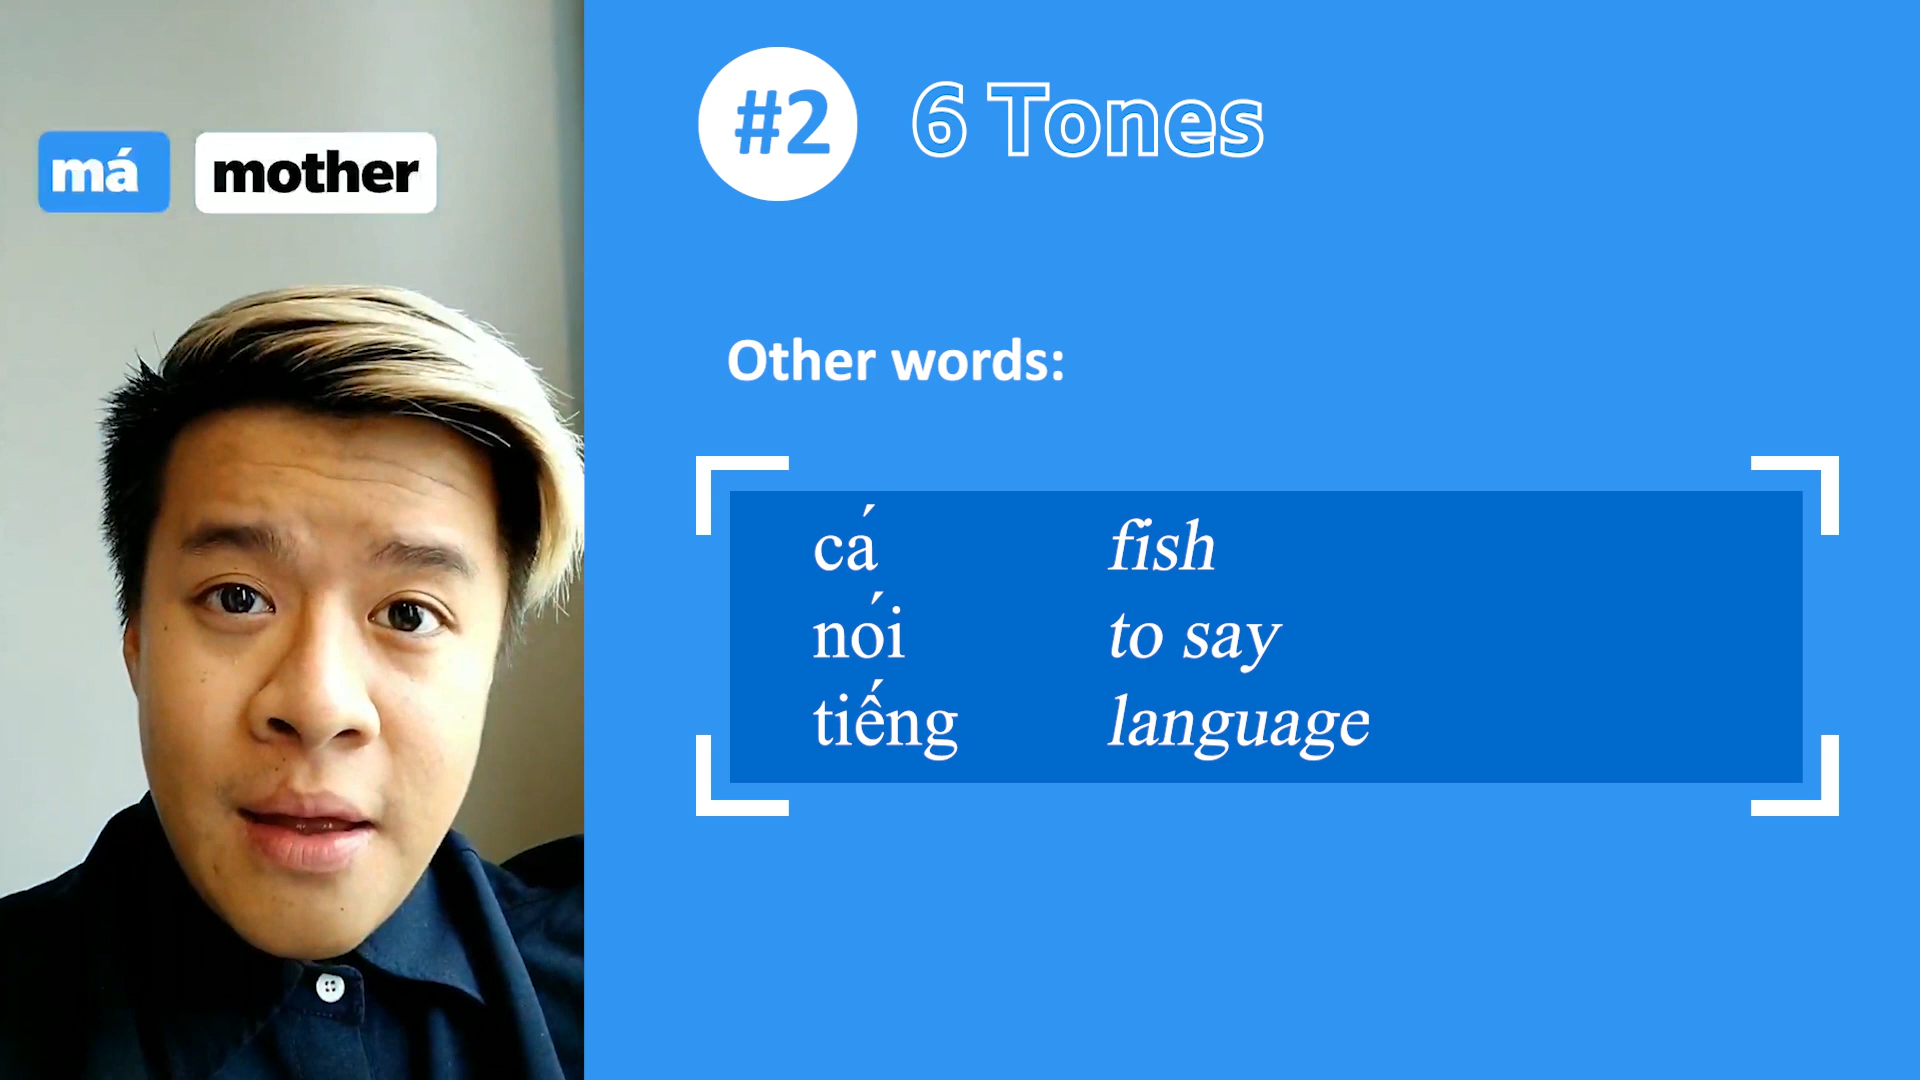 má mother
#2 6 Tones
Other words:
cá fish
nói to say
tiếng language